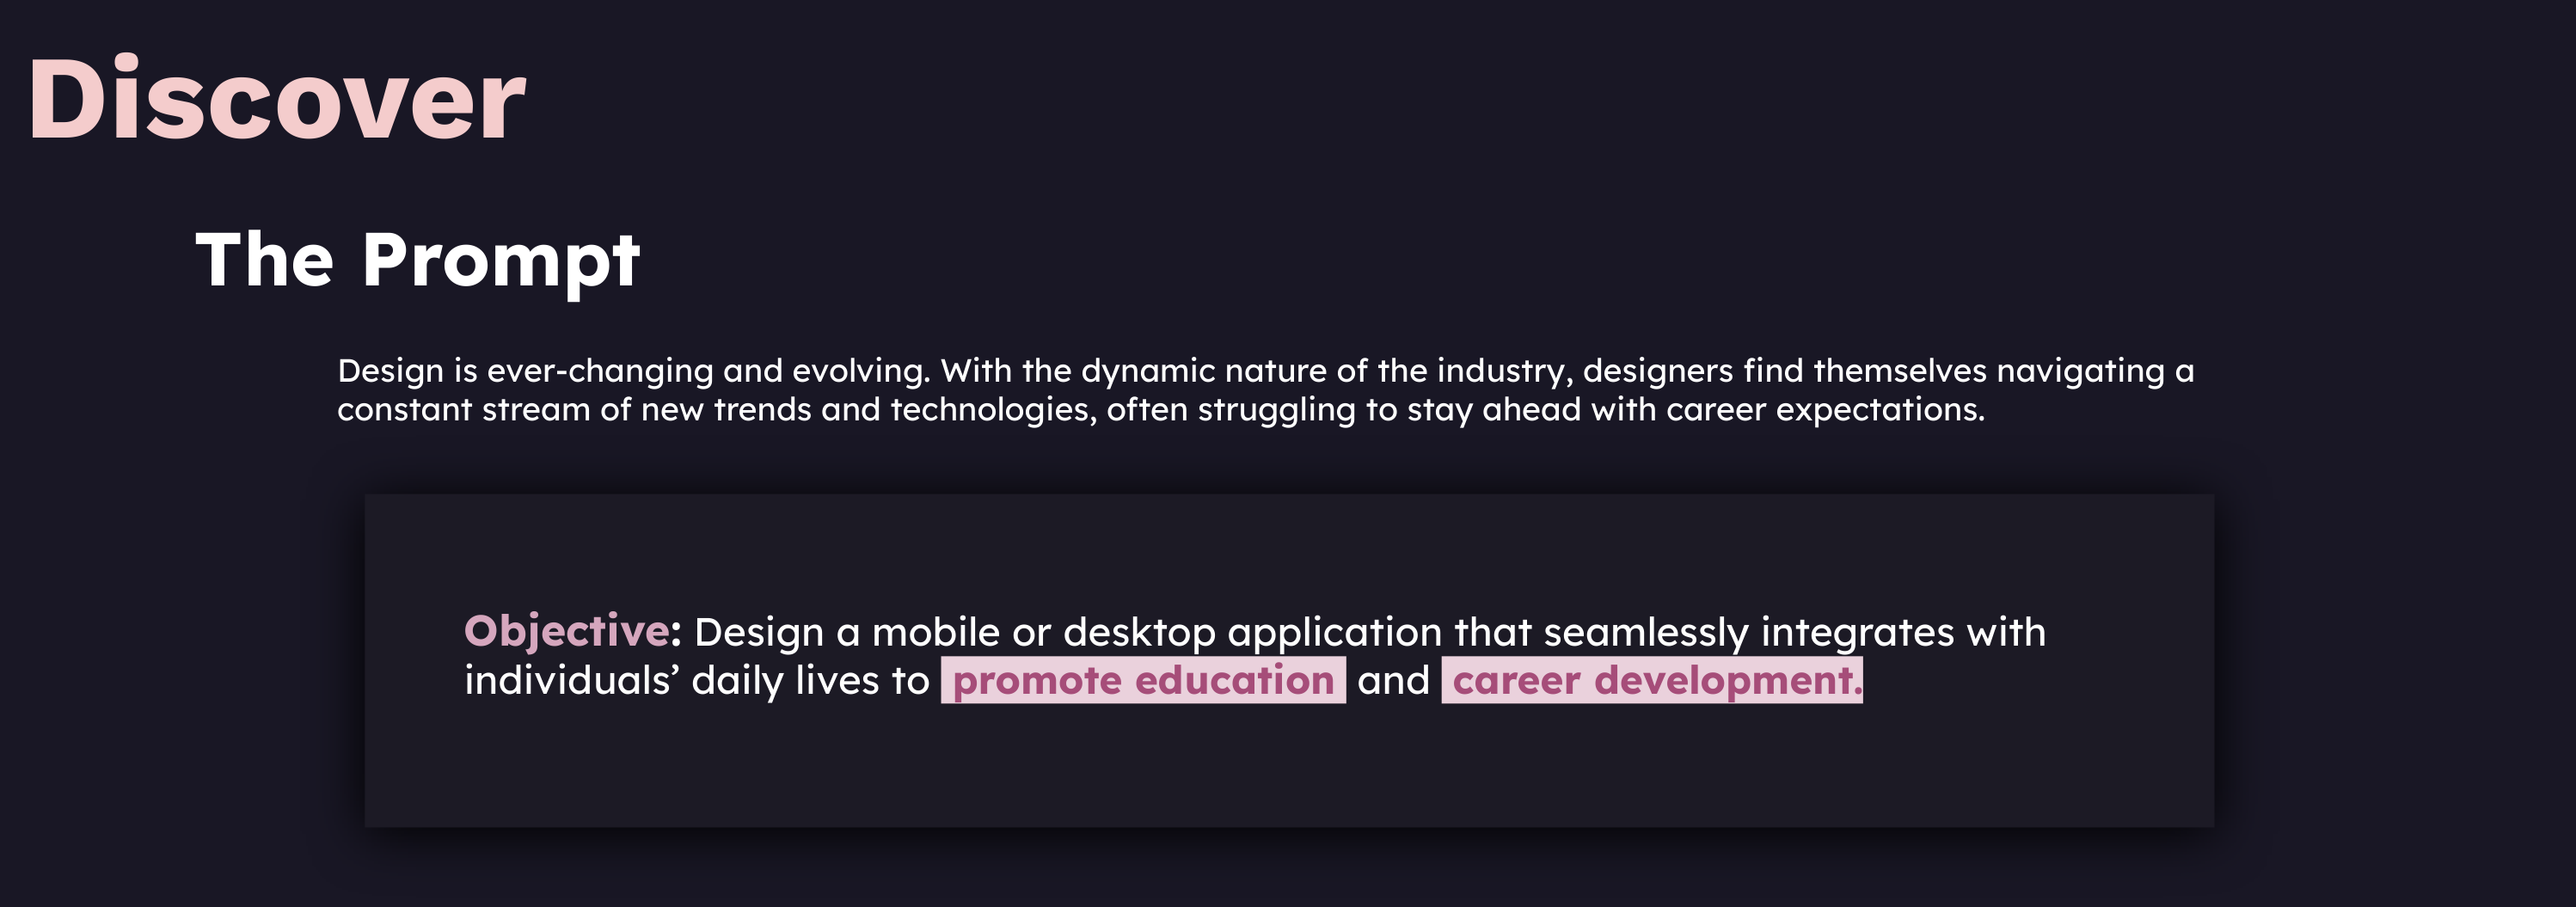 Discover
The Prompt
Design is ever-changing and evolving. With the dynamic nature of the industry, designers find themselves navigating a
constant stream of new trends and technologies, often struggling to stay ahead with career expectations.
Objective: Design a mobile or desktop application that seamlessly integrates with
individuals’ daily lives to promote education and career development.